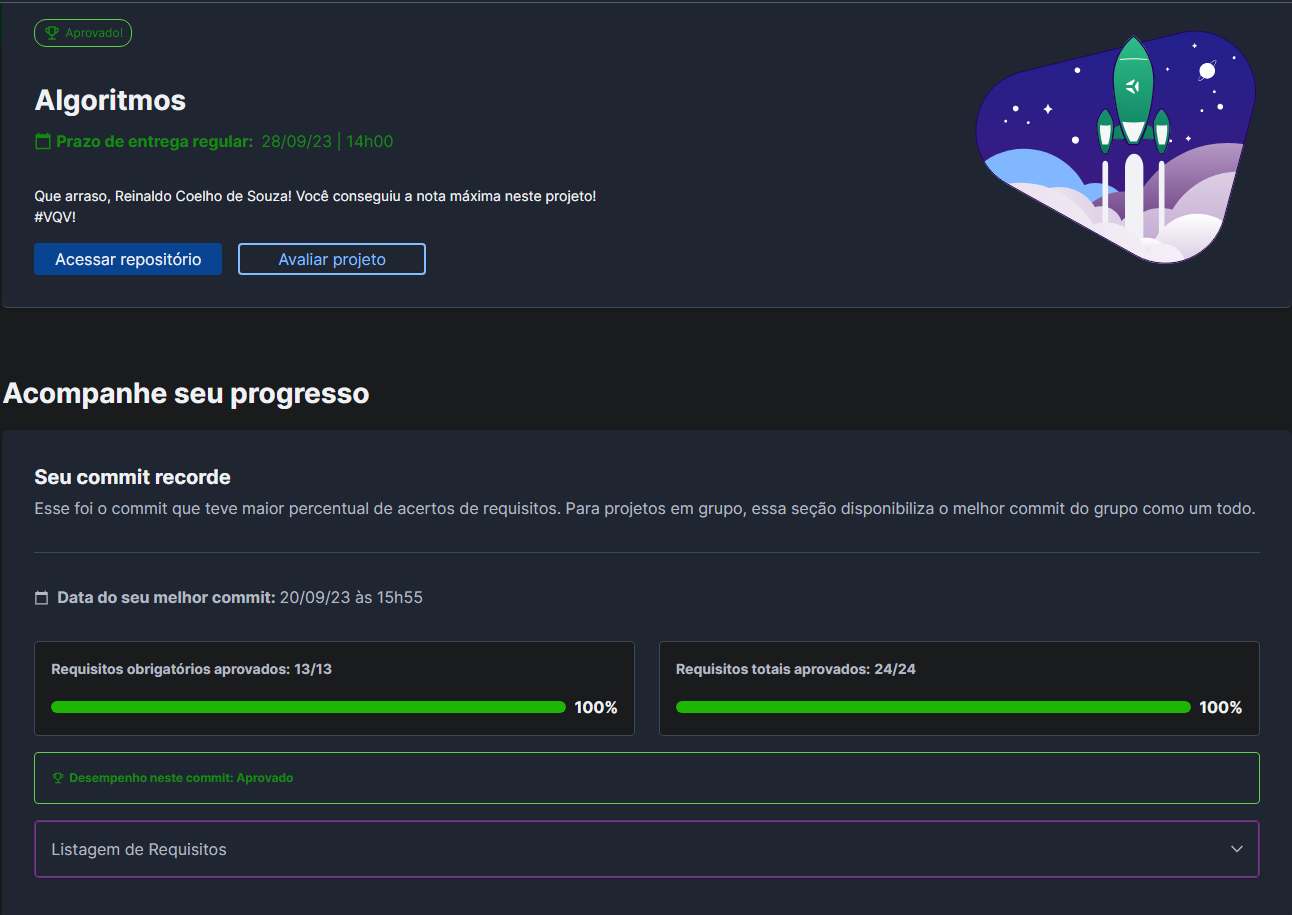 Aprovado!
Algoritmos
Prazo de entrega regular: 28/09/23 | 14h00
Que arraso, Reinaldo Coelho de Souza! Você conseguiu a nota máxima neste projeto!
#VQV!
Acessar repositório
Avaliar projeto
Acompanhe seu progresso
Seu commit recorde
Esse foi o commit que teve maior percentual de acertos de requisitos. Para projetos em grupo, essa seção disponibiliza o melhor commit do grupo como um todo.
Data do seu melhor commit: 20/09/23 às 15h55
Requisitos obrigatórios aprovados: 13/13
100%
Requisitos totais aprovados: 24/24
100%
Desempenho neste commit: Aprovado
Listagem de Requisitos